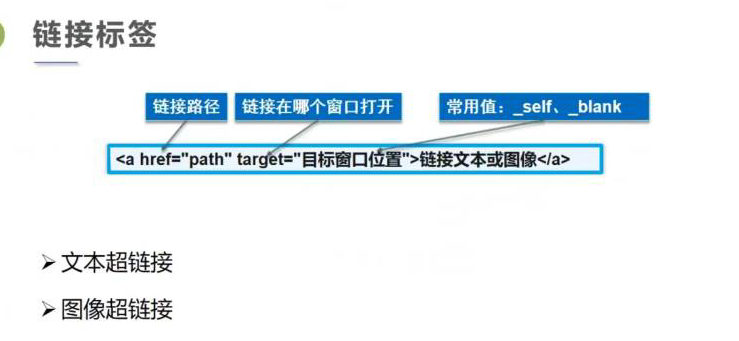 链接标签
链接路径 链接在哪个窗口打开 常用值：_self、_blank
<a href="path" target="目标窗口位置">链接文本或图像</a>
➢文本超链接
➢图像超链接